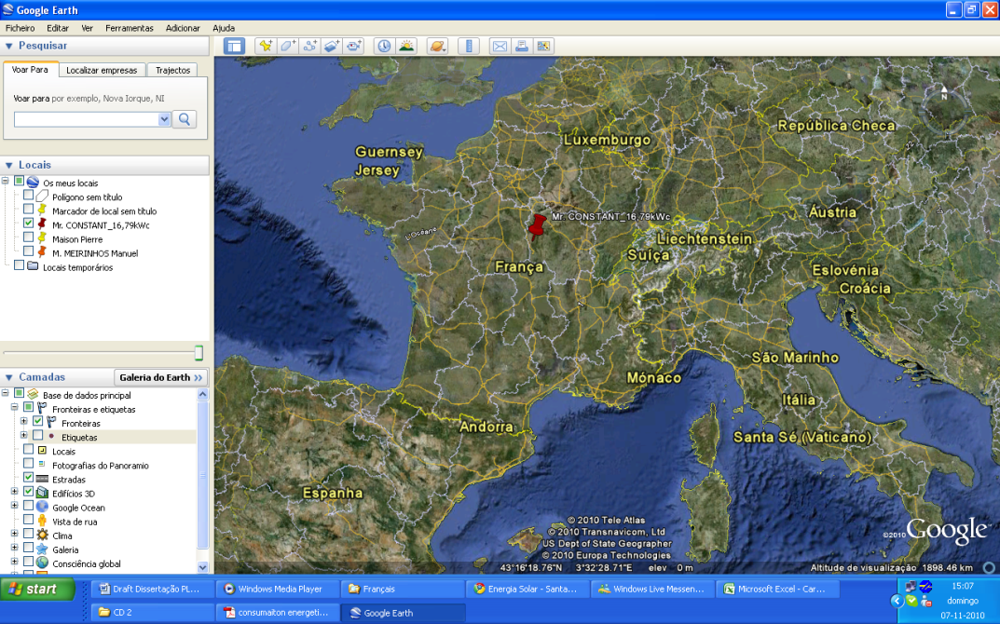 Google Earth
Ficheiro Editar Ver Ferramentas Adicionar Ajuda
Pesquisar
Voar Para Localizar empresas Trajectos
Voar para por exemplo, Nova Iorque, NI
Locais
Os meus locais
Polígono sem título
Marcador de local sem título
Mr. CONSTANT_16,79kWc
Maison Pierre
M. MEIRINHOS Manuel
Locais temporários
Camadas Galeria do Earth >>
Base de dados principal
Fronteiras e etiquetas
Fronteiras
Etiquetas
Locais
Fotografias do Panoramio
Estradas
Edifícios 3D
Google Ocean
Vista de rua
Clima
Galeria
Consciência global
N
República Checa
Luxemburgo
Guernsey
Jersey
Mr. CONSTANT_16,79kWc
Áustria
L'Océane
Liechtenstein
Suíça
França
Eslovénia
Croácia
São Marinho
Mónaco
Itália
Andorra
Santa Sé (Vaticano)
Espanha
© 2010 Tele Atlas
© 2010 Transnavicom, Ltd
US Dept of State Geographer
© 2010 Europa Technologies
©2010 Google
43°16'18.76"N 3°32'28.71"E elev 0 m Altitude de visualização 1898.46 km
start Draft Dissertação PL... Windows Media Player Français Energia Solar - Santa... Windows Live Messen... Microsoft Excel - Car... 15:07
domingo
CD 2 consumaiton energeti... Google Earth 07-11-2010